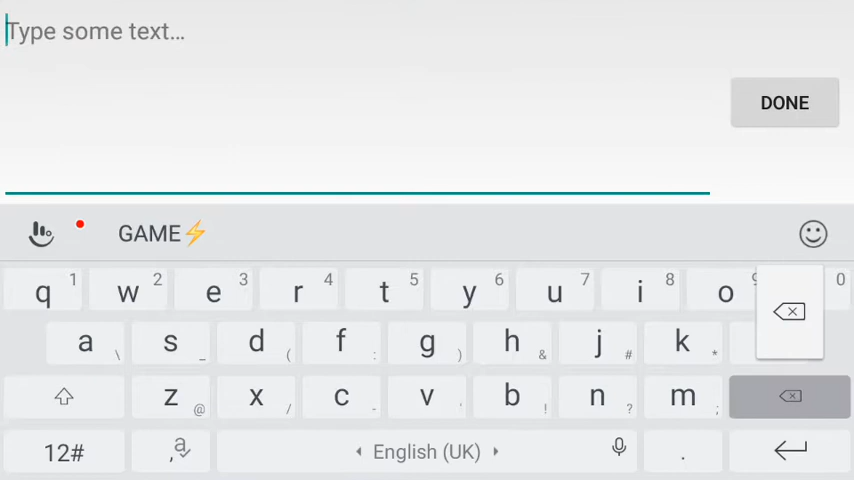 Type some text...
DONE
GAME⚡
q 1 w 2 e 3 r 4 t 5 y 6 u 7 i 8 o 9 0
a \ s _ d ( f : g ) h & j # k *
z @ x / c - v ' b ! n ? m ;
12# , a English (UK) .